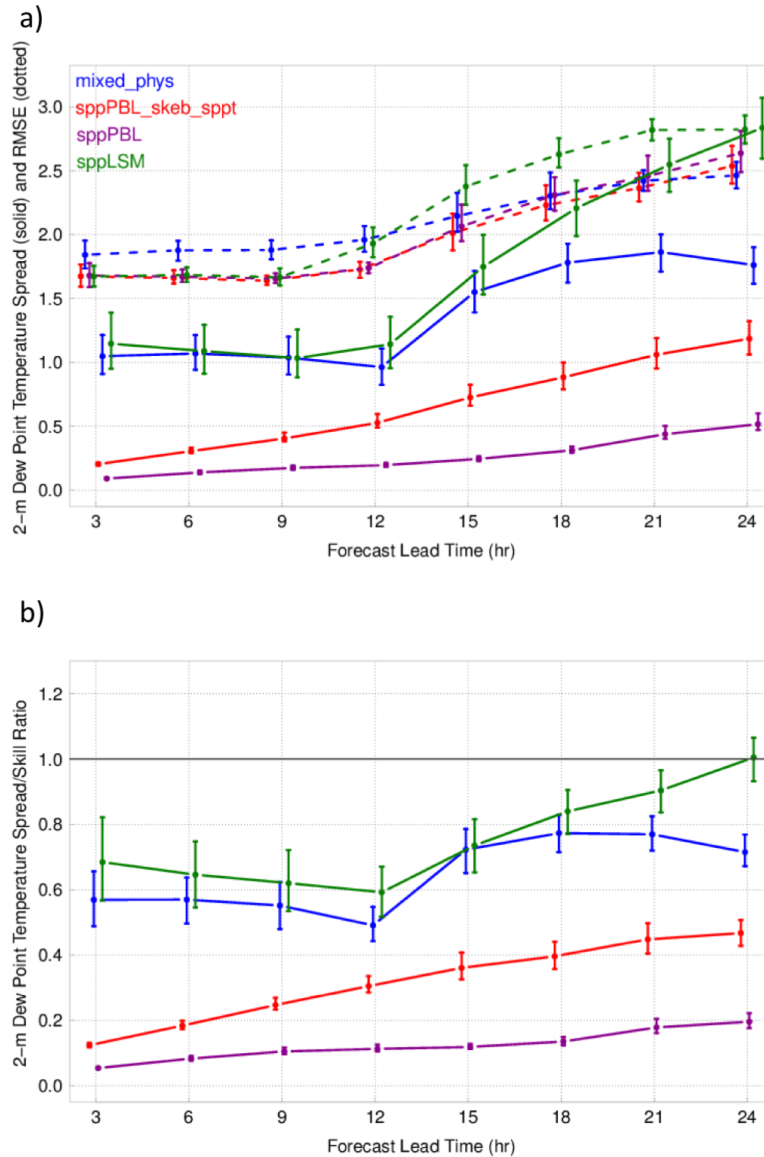 a)
2-m Dew Point Temperature Spread (solid) and RMSE (dotted)
mixed_phys
sppPBL_skeb_sppt
sppPBL
sppLSM
3.0
2.5
2.0
1.5
1.0
0.5
0.0
3 6 9 12 15 18 21 24
Forecast Lead Time (hr)
b)
2-m Dew Point Temperature Spread/Skill Ratio
1.2
1.0
0.8
0.6
0.4
0.2
0.0
3 6 9 12 15 18 21 24
Forecast Lead Time (hr)